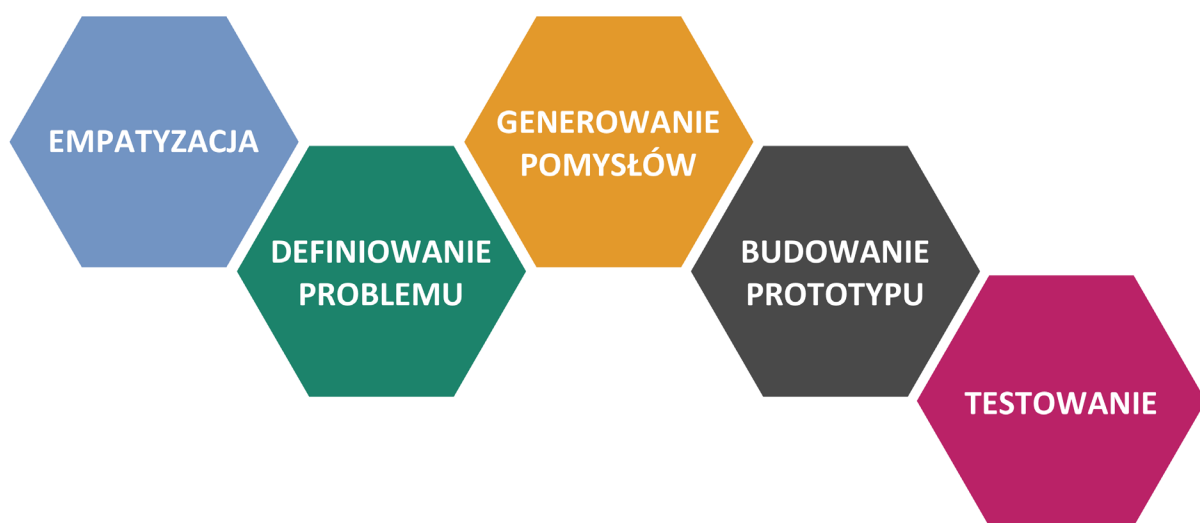 EMPATYZACJA
DEFINIOWANIE
PROBLEMU
GENEROWANIE
POMYSŁÓW
BUDOWANIE
PROTOTYPU
TESTOWANIE